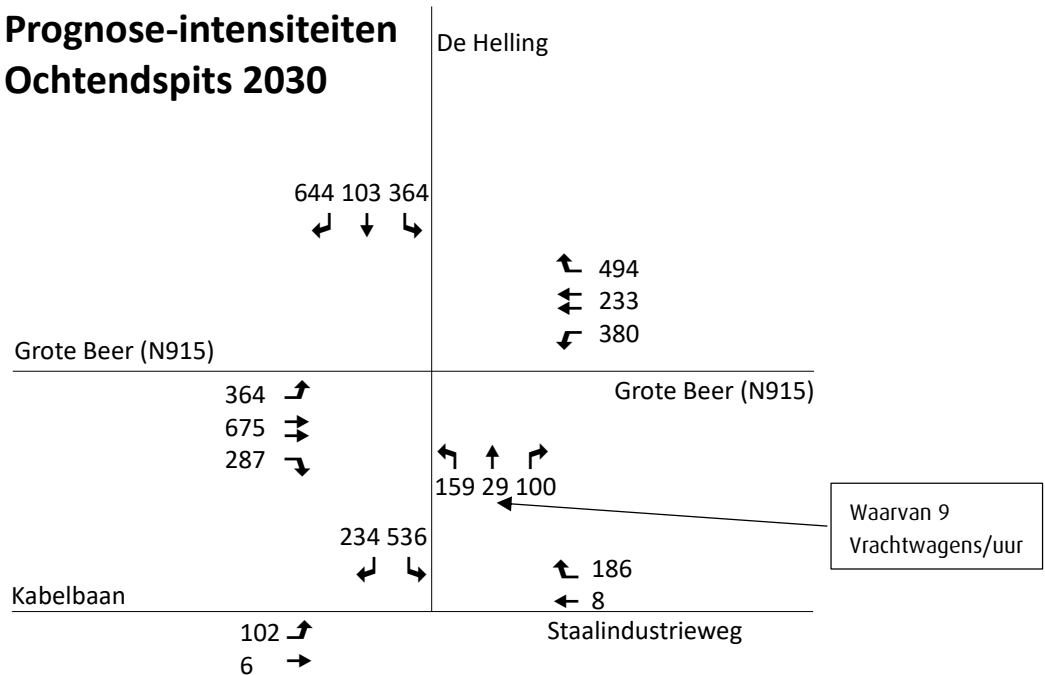 Prognose-intensiteiten
Ochtendspits 2030
De Helling
644 103 364
494
233
380
Grote Beer (N915)
Grote Beer (N915)
364
675
287
159 29 100
Waarvan 9
Vrachtwagens/uur
234 536
186
8
Kabelbaan
Staalindustrieweg
102
6